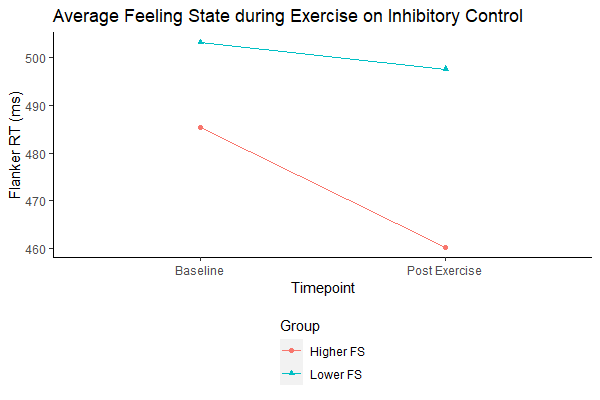 Average Feeling State during Exercise on Inhibitory Control
500
490
480
470
460
Flanker RT (ms)
Baseline
Post Exercise
Timepoint
Group
Higher FS
Lower FS